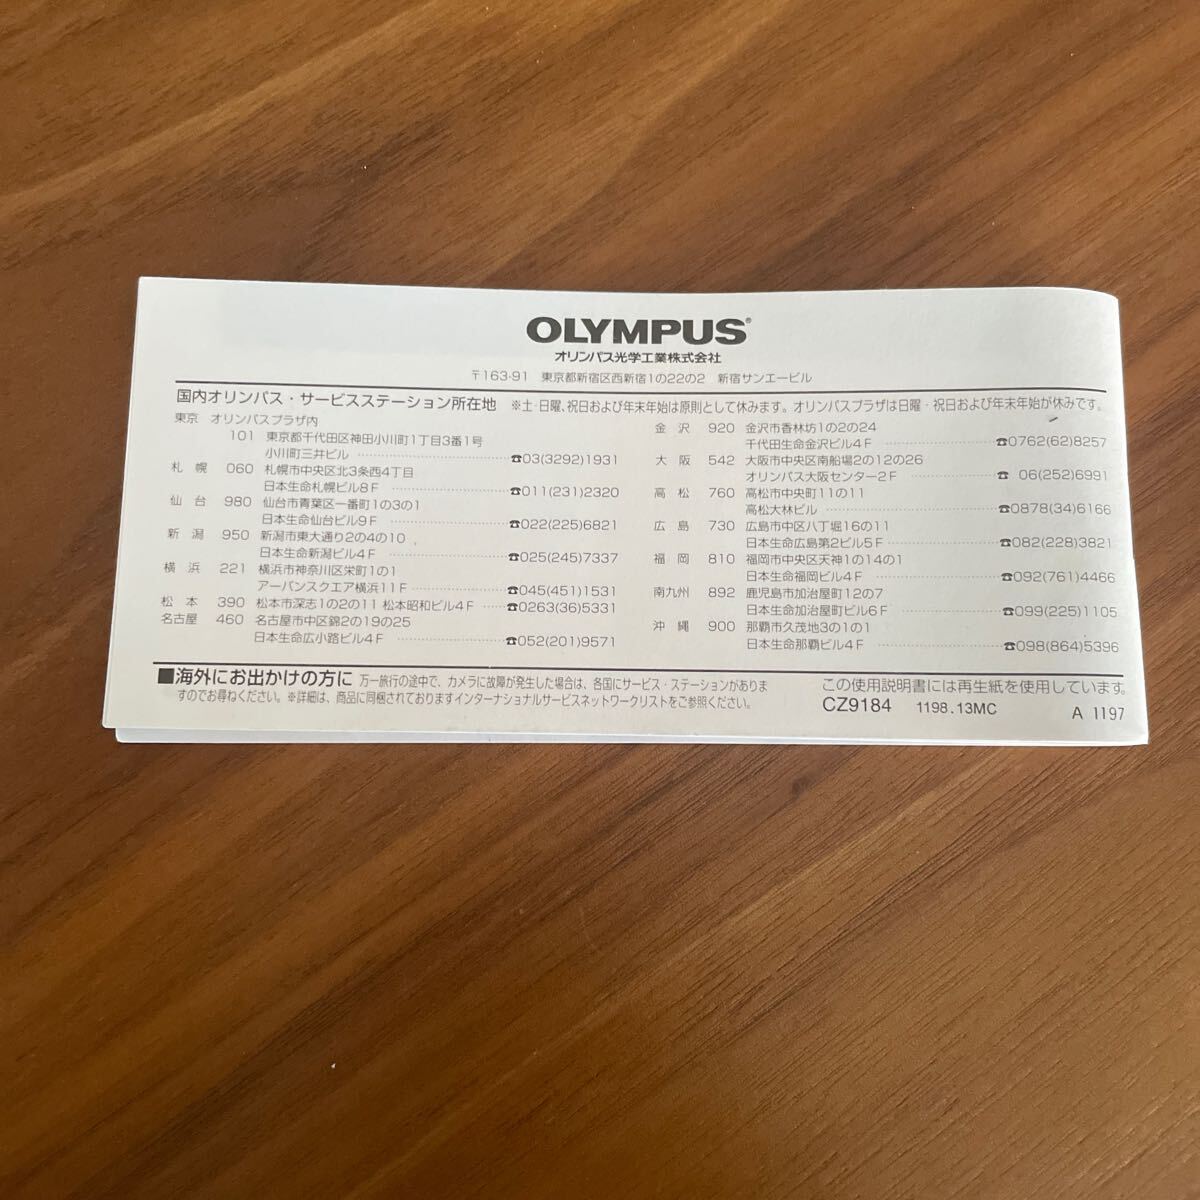 OLYMPUS®
オリンパス光学工業株式会社
〒163-91 東京都新宿区西新宿1の22の2 新宿サンエービル
国内オリンパス・サービスステーション所在地 ※土・日曜、祝日および年末年始は原則として休みます。オリンパスプラザは日曜・祝日および年末年始が休みです。
東京 オリンパスプラザ内
101 東京都千代田区神田小川町1丁目3番1号
小川町三井ビル ☎03(3292)1931
札幌 060 札幌市中央区北3条西4丁目
日本生命札幌ビル8F ☎011(231)2320
仙台 980 仙台市青葉区一番町1の3の1
日本生命仙台ビル9F ☎022(225)6821
新潟 950 新潟市東大通り2の4の10
日本生命新潟ビル4F ☎025(245)7337
横浜 221 横浜市神奈川区栄町1の1
アーバンスクエア横浜11F ☎045(451)1531
松本 390 松本市深志1の2の11 松本昭和ビル4F ☎0263(36)5331
名古屋 460 名古屋市中区錦2の19の25
日本生命広小路ビル4F ☎052(201)9571
金沢 920 金沢市香林坊1の2の24
千代田生命金沢ビル4F ☎0762(62)8257
大阪 542 大阪市中央区南船場2の12の26
オリンパス大阪センター2F ☎ 06(252)6991
高松 760 高松市中央町11の11
高松大林ビル ☎0878(34)6166
広島 730 広島市中区八丁堀16の11
日本生命広島第2ビル5F ☎082(228)3821
福岡 810 福岡市中央区天神1の14の1
日本生命福岡ビル4F ☎092(761)4466
南九州 892 鹿児島市加治屋町12の7
日本生命加治屋町ビル6F ☎099(225)1105
沖縄 900 那覇市久茂地3の1の1
日本生命那覇ビル4F ☎098(864)5396
■海外にお出かけの方に 万一旅行の途中で、カメラに故障が発生した場合は、各国にサービス・ステーションがありま
すのでお尋ねください。※詳細は、商品に同梱されておりますインターナショナルサービスネットワークリストをご参照ください。
この使用説明書には再生紙を使用しています。
CZ9184 1198.13MC A 1197